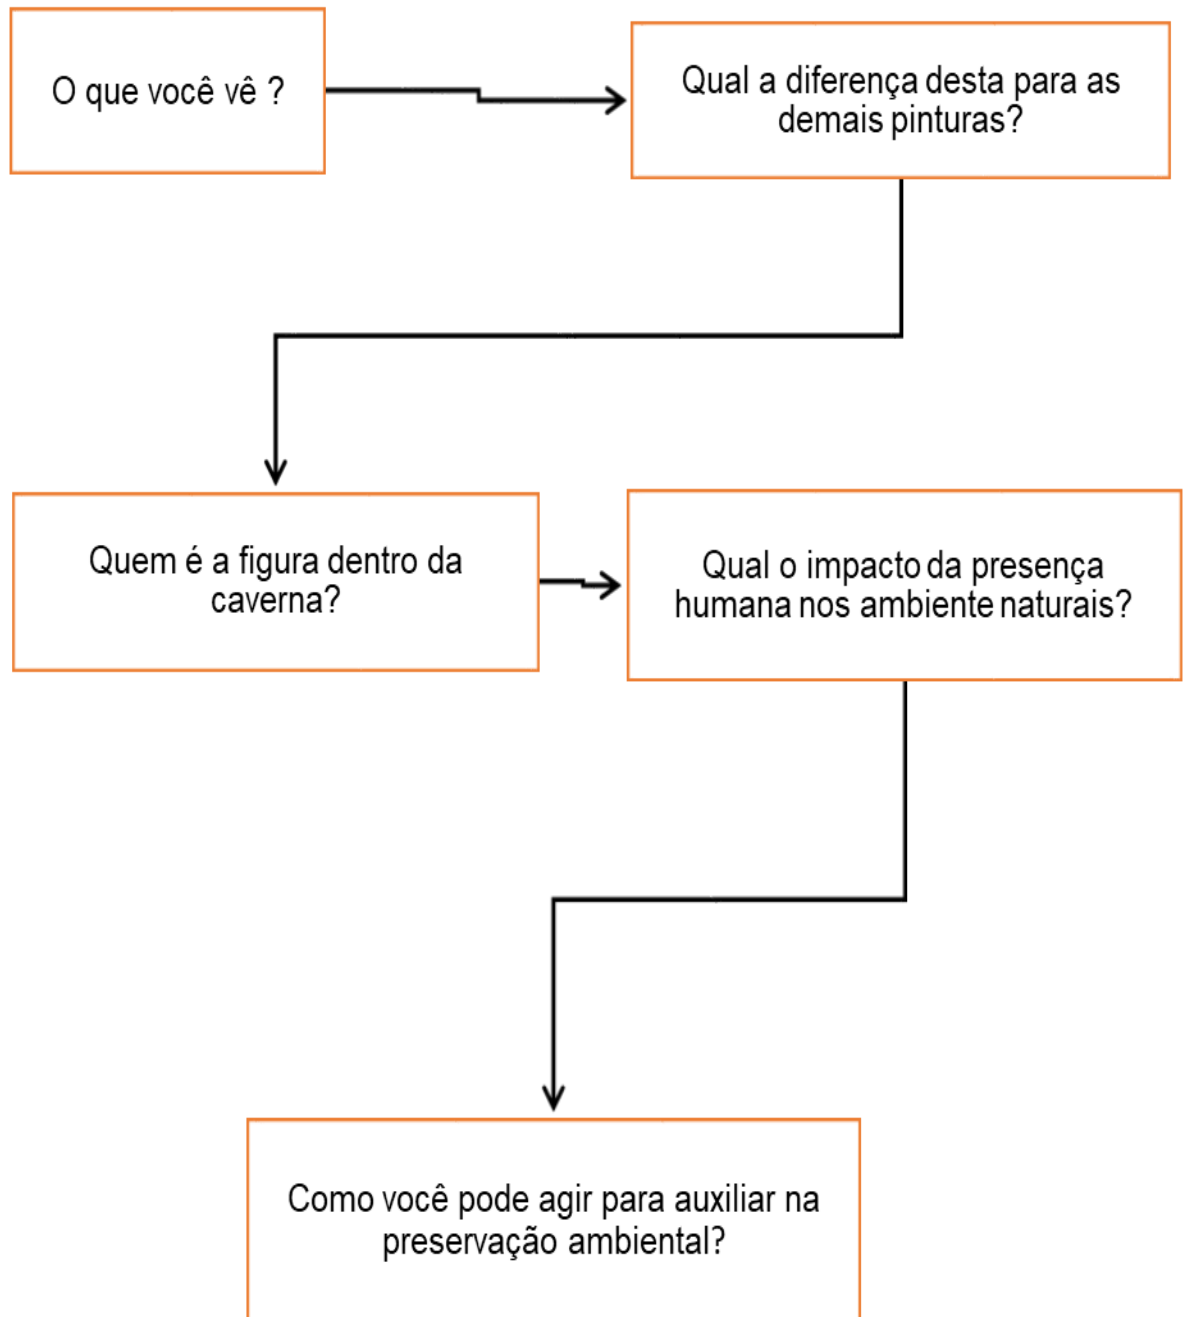 O que você vê ?
Qual a diferença desta para as
demais pinturas?
Quem é a figura dentro da
caverna?
Qual o impacto da presença
humana nos ambiente naturais?
Como você pode agir para auxiliar na
preservação ambiental?